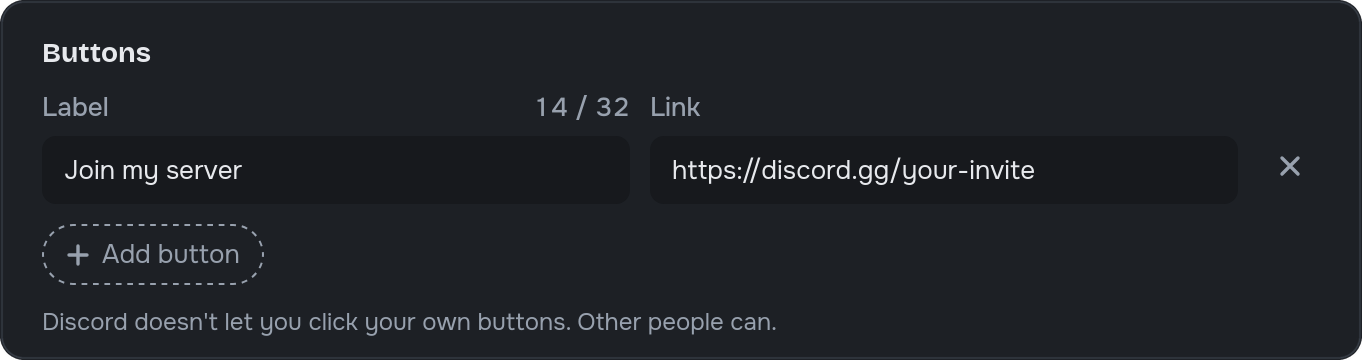 Buttons
Label 14 / 32 Link
Join my server https://discord.gg/your-invite
Add button
Discord doesn't let you click your own buttons. Other people can.